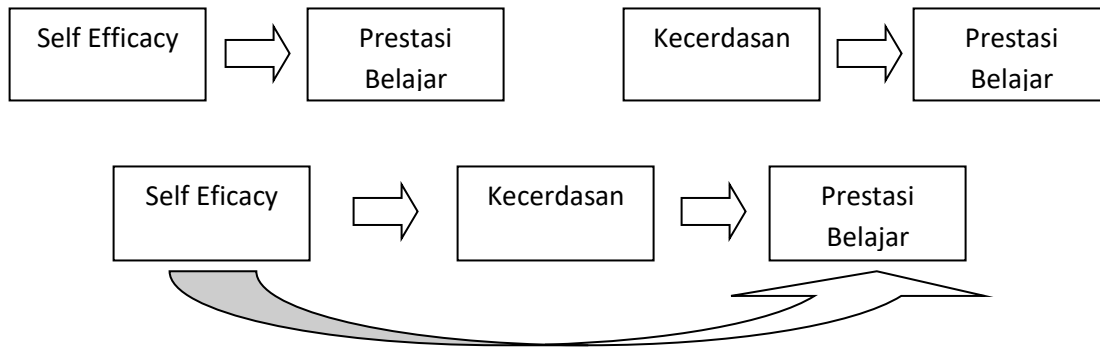 Self Efficacy
Prestasi
Belajar
Kecerdasan
Prestasi
Belajar
Self Eficacy
Kecerdasan
Prestasi
Belajar